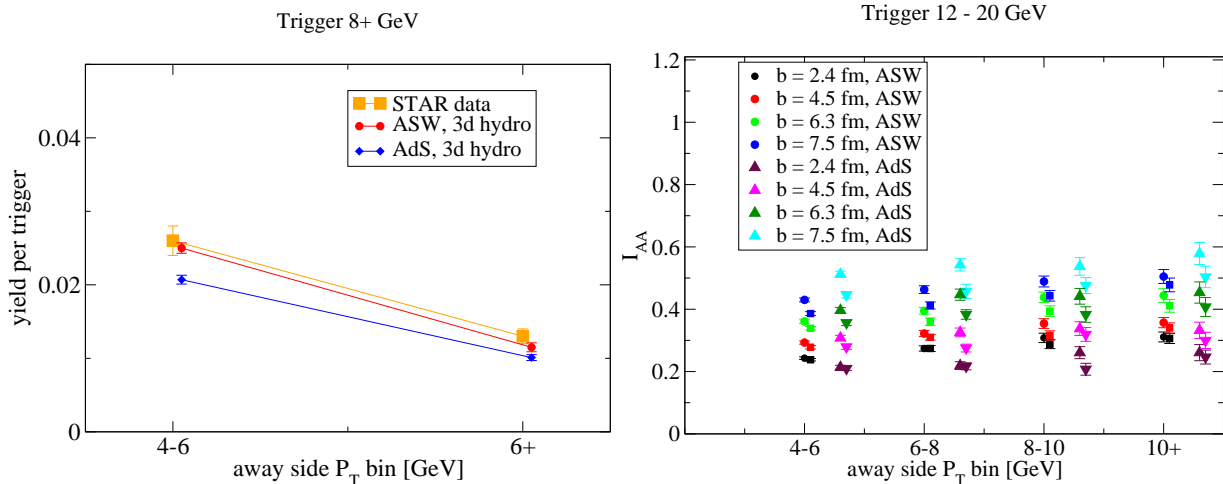 Trigger 8+ GeV
yield per trigger
0.04
0.02
0
STAR data
ASW, 3d hydro
AdS, 3d hydro
4-6
6+
away side P_T bin [GeV]
Trigger 12 - 20 GeV
I_AA
1.2
1
0.8
0.6
0.4
0.2
0
b = 2.4 fm, ASW
b = 4.5 fm, ASW
b = 6.3 fm, ASW
b = 7.5 fm, ASW
b = 2.4 fm, AdS
b = 4.5 fm, AdS
b = 6.3 fm, AdS
b = 7.5 fm, AdS
4-6
6-8
8-10
10+
away side P_T bin [GeV]